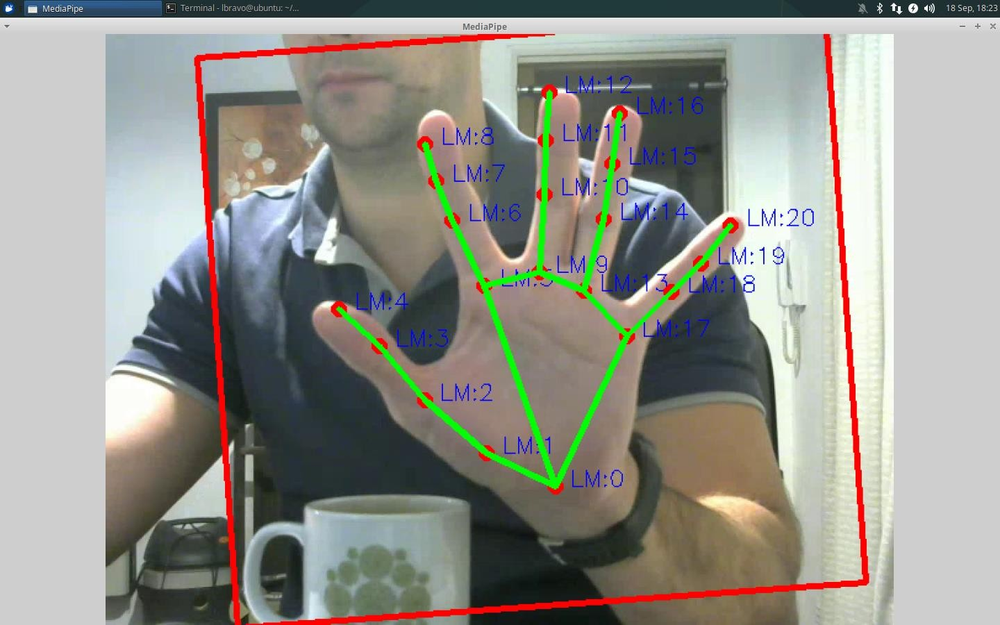 MediaPipe
Terminal - lbravo@ubuntu: ~/...
18 Sep, 18:23
MediaPipe
LM:12
LM:16
LM:8
LM:11
LM:15
LM:7
LM:10
LM:6
LM:14
LM:20
LM:19
LM:9
LM:5
LM:13
LM:18
LM:4
LM:17
LM:3
LM:2
LM:1
LM:0